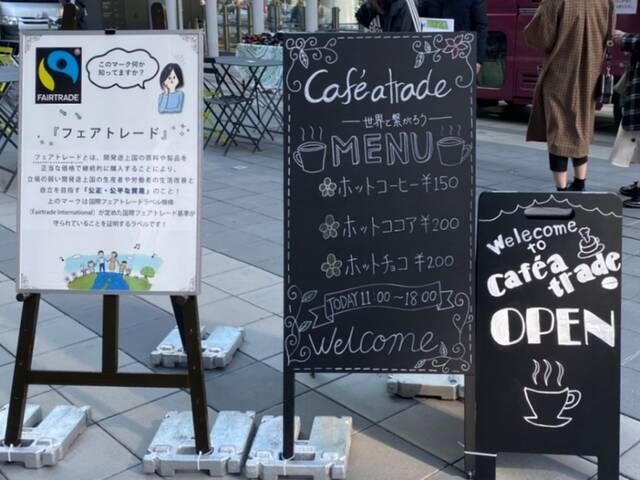 FAIRTRADE
このマーク何か
知ってますか?
『フェアトレード』
フェアトレードとは、開発途上国の原料や製品を
正当な価格で継続的に購入することにより、
立場の弱い開発途上国の生産者や労働者の生活改善と
自立を目指す「公正・公平な貿易」のこと!
上のマークは国際フェアトレードラベル機構
(Fairtrade International)が定めた国際フェアトレード基準が
守られていることを証明するラベルです!
Café a trade
世界と繋がろう
MENU
ホットコーヒー ¥150
ホットココア ¥200
ホットチョコ ¥200
TODAY 11:00〜18:00
Welcome
Welcome
to
café a
trade
OPEN